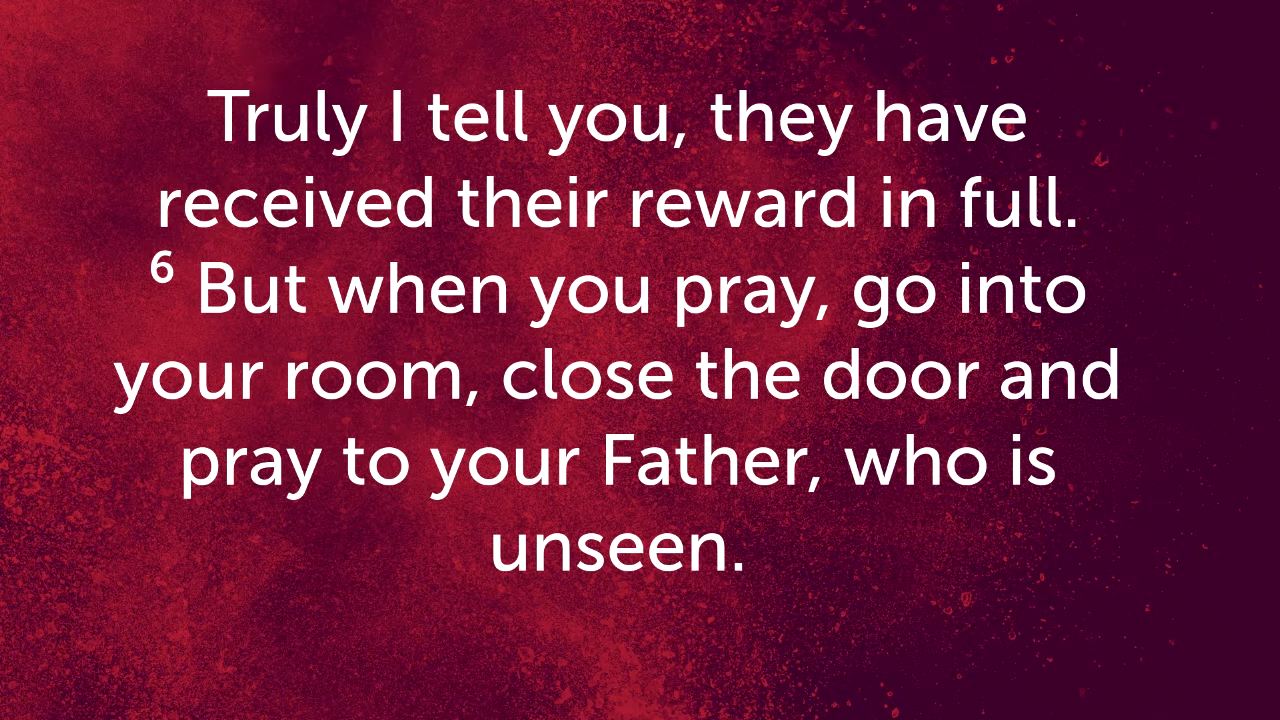 Truly I tell you, they have
received their reward in full.
⁶ But when you pray, go into
your room, close the door and
pray to your Father, who is
unseen.